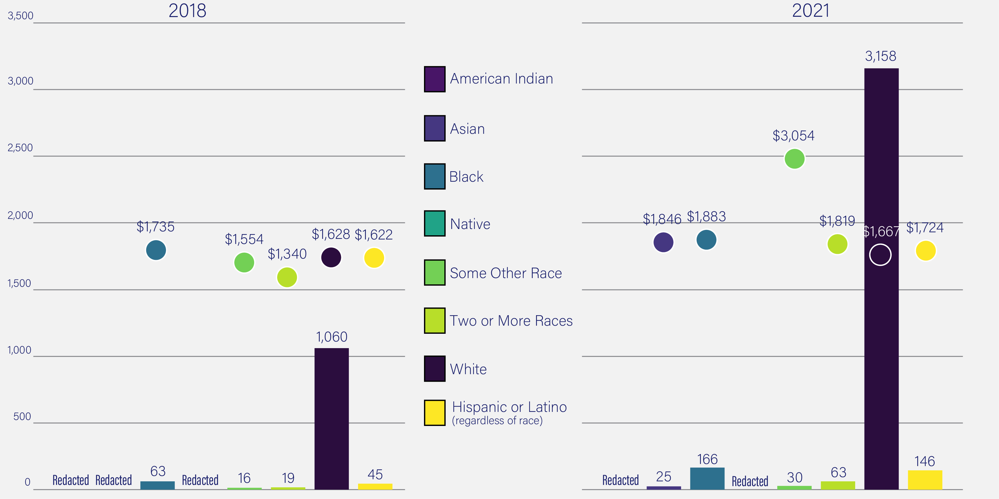 2018
3,500
3,000
2,500
2,000
1,500
1,000
500
0
$1,735
$1,554
$1,340
$1,628
$1,622
1,060
Redacted
Redacted
63
Redacted
16
19
45
American Indian
Asian
Black
Native
Some Other Race
Two or More Races
White
Hispanic or Latino
(regardless of race)
2021
3,158
$3,054
$1,846
$1,883
$1,819
$1,667
$1,724
Redacted
25
166
Redacted
30
63
146